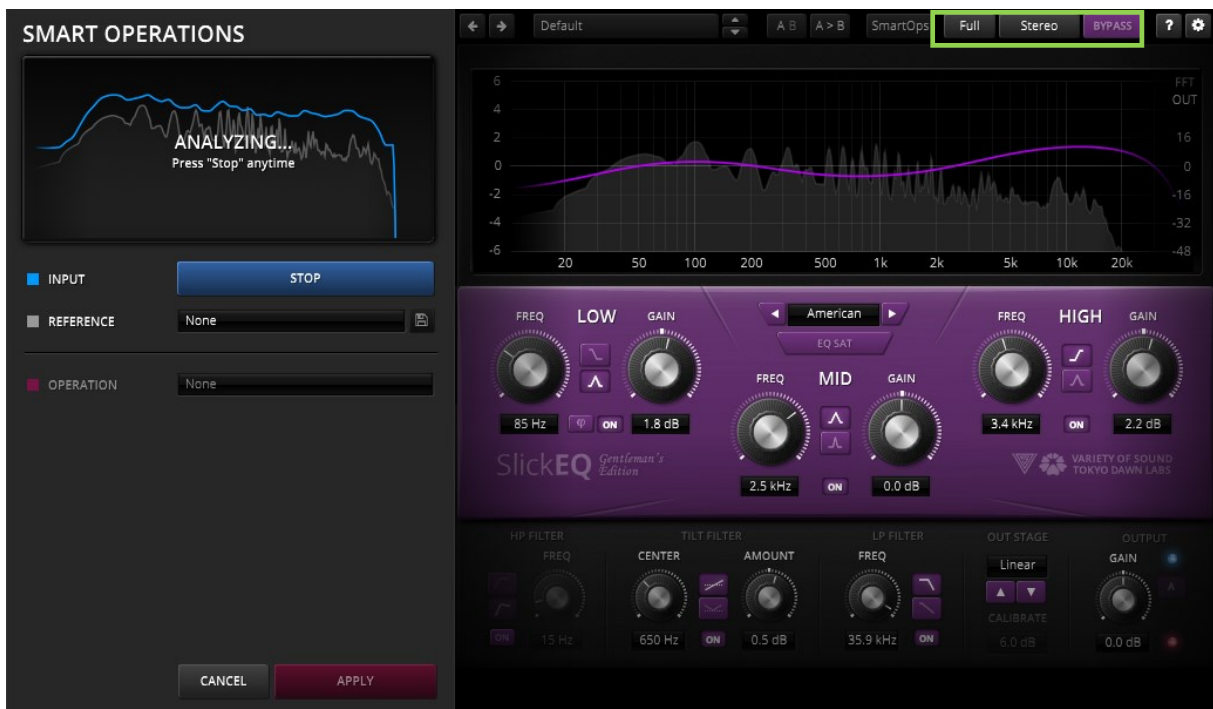 SMART OPERATIONS
ANALYZING...
Press "Stop" anytime
INPUT STOP
REFERENCE None
OPERATION None
CANCEL APPLY
Default A B A > B SmartOps Full Stereo BYPASS ?
FFT
OUT
6
4
2 16
0 0
-2 -16
-4 -32
-6 -48
20 50 100 200 500 1k 2k 5k 10k 20k
FREQ LOW GAIN
85 Hz φ ON 1.8 dB
SlickEQ Gentleman's Edition
American
EQ SAT
FREQ MID GAIN
2.5 kHz ON 0.0 dB
FREQ HIGH GAIN
3.4 kHz ON 2.2 dB
VARIETY OF SOUND
TOKYO DAWN LABS
HP FILTER
FREQ
ON 15 Hz
TILT FILTER
CENTER AMOUNT
650 Hz ON 0.5 dB
LP FILTER
FREQ
35.9 kHz ON
OUT STAGE
Linear
CALIBRATE
6.0 dB
OUTPUT
GAIN
A
0.0 dB